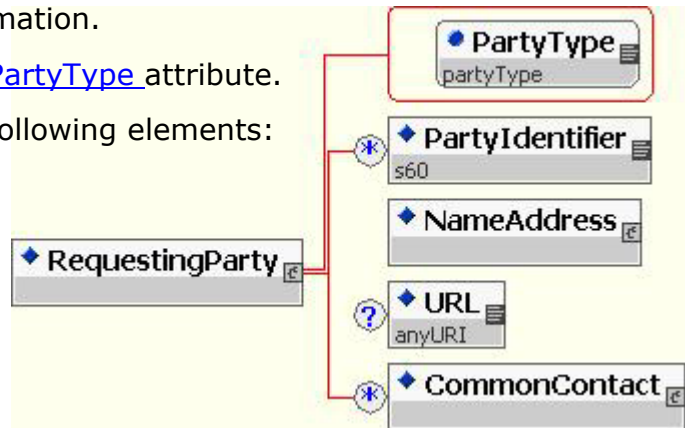 mation.
PartyType attribute.
ollowing elements:
RequestingParty
PartyType
partyType
* PartyIdentifier
s60
NameAddress
? URL
anyURI
* CommonContact